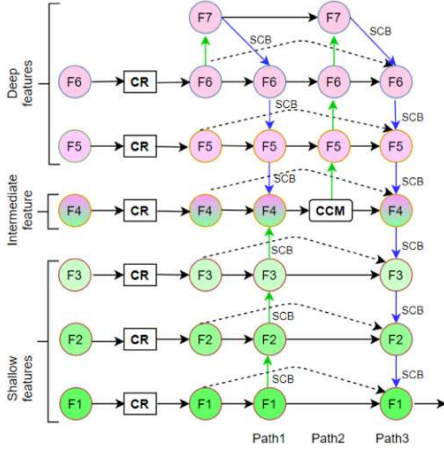 F7 F7
SCB SCB
F6 CR F6 F6 F6 F6
SCB SCB
F5 CR F5 F5 F5 F5
SCB SCB
F4 CR F4 F4 CCM F4
SCB SCB
F3 CR F3 F3 F3
SCB SCB
F2 CR F2 F2 F2
SCB SCB
F1 CR F1 F1 F1
Path1 Path2 Path3
Deep
features
Intermediate
feature
Shallow
features